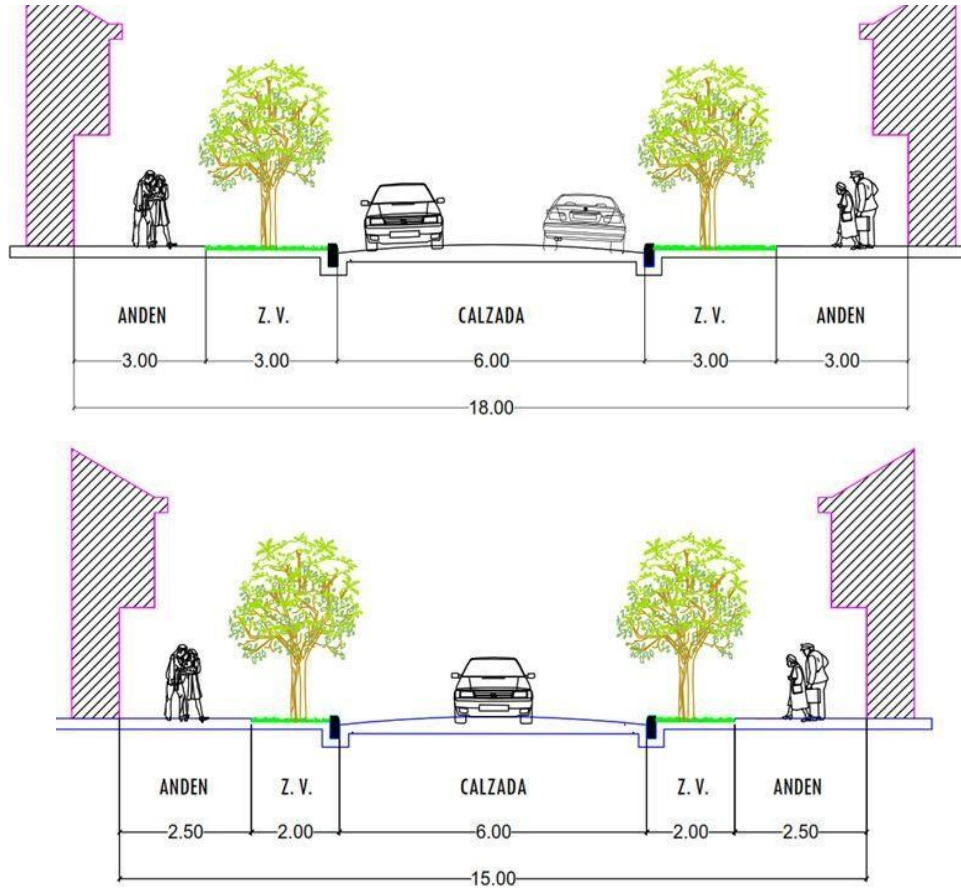 ANDEN Z. V. CALZADA Z. V. ANDEN
3.00 3.00 6.00 3.00 3.00
18.00
ANDEN Z. V. CALZADA Z. V. ANDEN
2.50 2.00 6.00 2.00 2.50
15.00